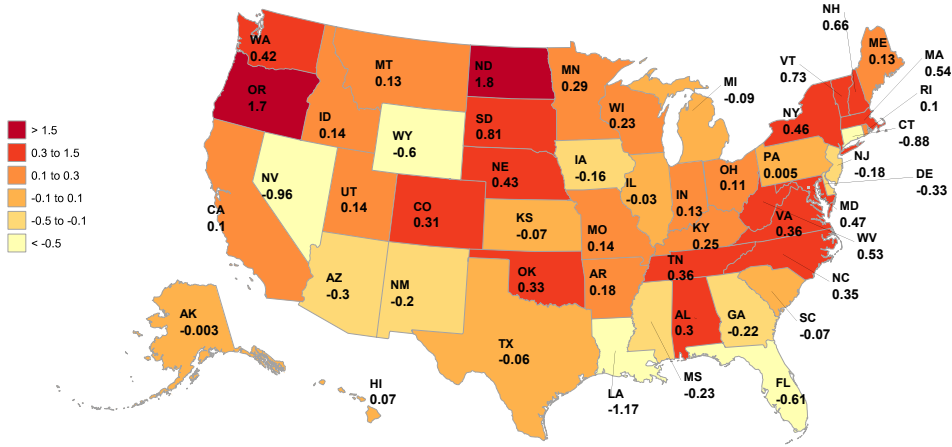 NH
0.66
WA
0.42
ME
0.13
MA
0.54
VT
0.73
RI
0.1
MT
0.13
ND
1.8
MN
0.29
MI
-0.09
OR
1.7
NY
0.46
CT
-0.88
ID
0.14
SD
0.81
WI
0.23
> 1.5
0.3 to 1.5
0.1 to 0.3
-0.1 to 0.1
-0.5 to -0.1
< -0.5
WY
-0.6
IA
-0.16
PA
0.005
NJ
-0.18
NE
0.43
OH
0.11
DE
-0.33
NV
-0.96
UT
0.14
IL
-0.03
IN
0.13
CO
0.31
MD
0.47
CA
0.1
KS
-0.07
MO
0.14
KY
0.25
VA
0.36
WV
0.53
TN
0.36
AZ
-0.3
NM
-0.2
OK
0.33
AR
0.18
NC
0.35
AK
-0.003
AL
0.3
GA
-0.22
SC
-0.07
TX
-0.06
MS
-0.23
HI
0.07
LA
-1.17
FL
-0.61